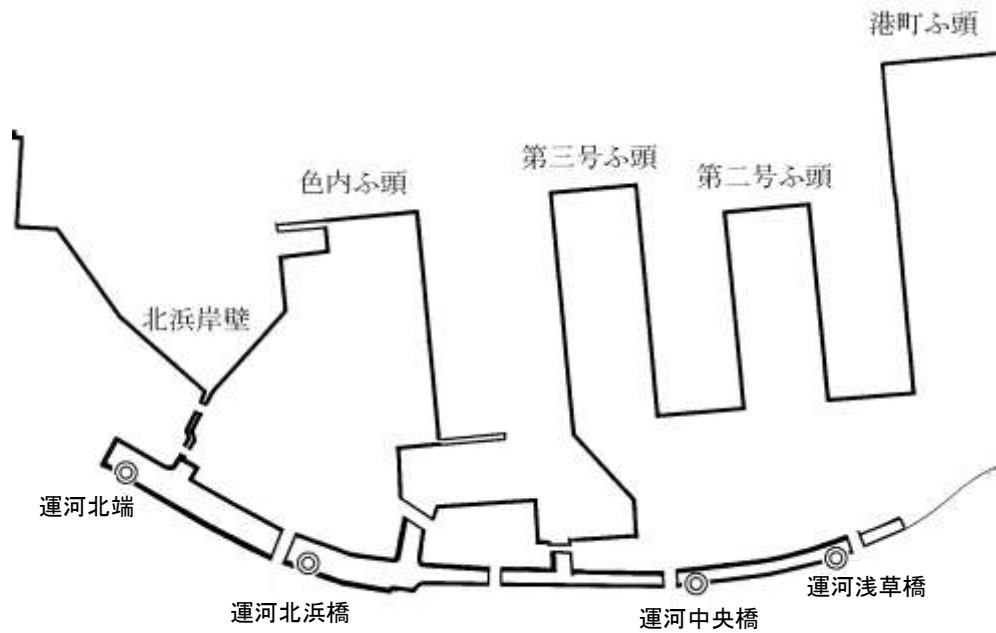 港町ふ頭
第三号ふ頭
第二号ふ頭
色内ふ頭
北浜岸壁
運河北端
運河北浜橋
運河中央橋
運河浅草橋